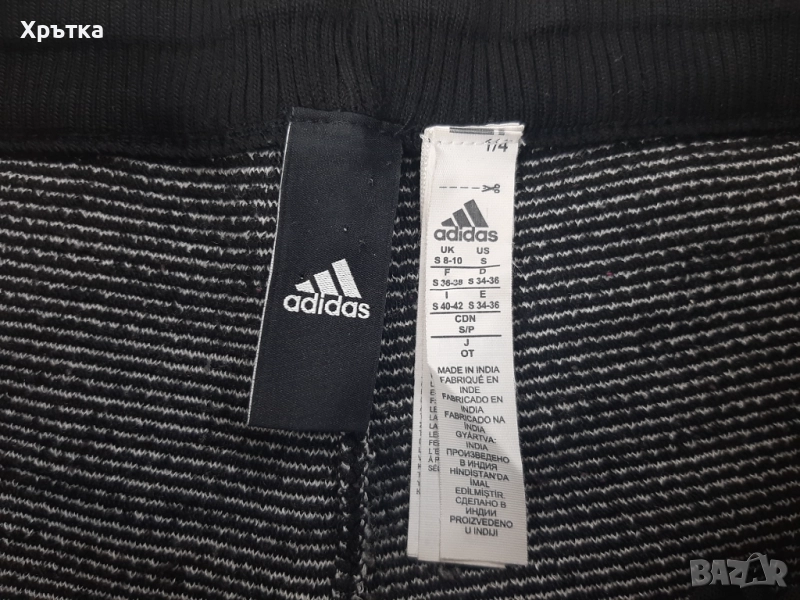 Хрътка
adidas
1/4
adidas
UK US
S 8-10 S
F D
S 36-38 S 34-36
I E
S 40-42 S 34-36
CDN
S/P
J
OT
MADE IN INDIA
FABRIQUÉ EN
INDE
FABRICADO EN
INDIA
FABRICADO NA
ÍNDIA
GYÁRTVA:
INDIA
ПРОИЗВЕДЕНО
В ИНДИЯ
HİNDİSTAN'DA
İMAL
EDİLMİŞTİR.
СДЕЛАНО В
ИНДИИ
PROIZVEDENO
U INDIJI
BAZAR